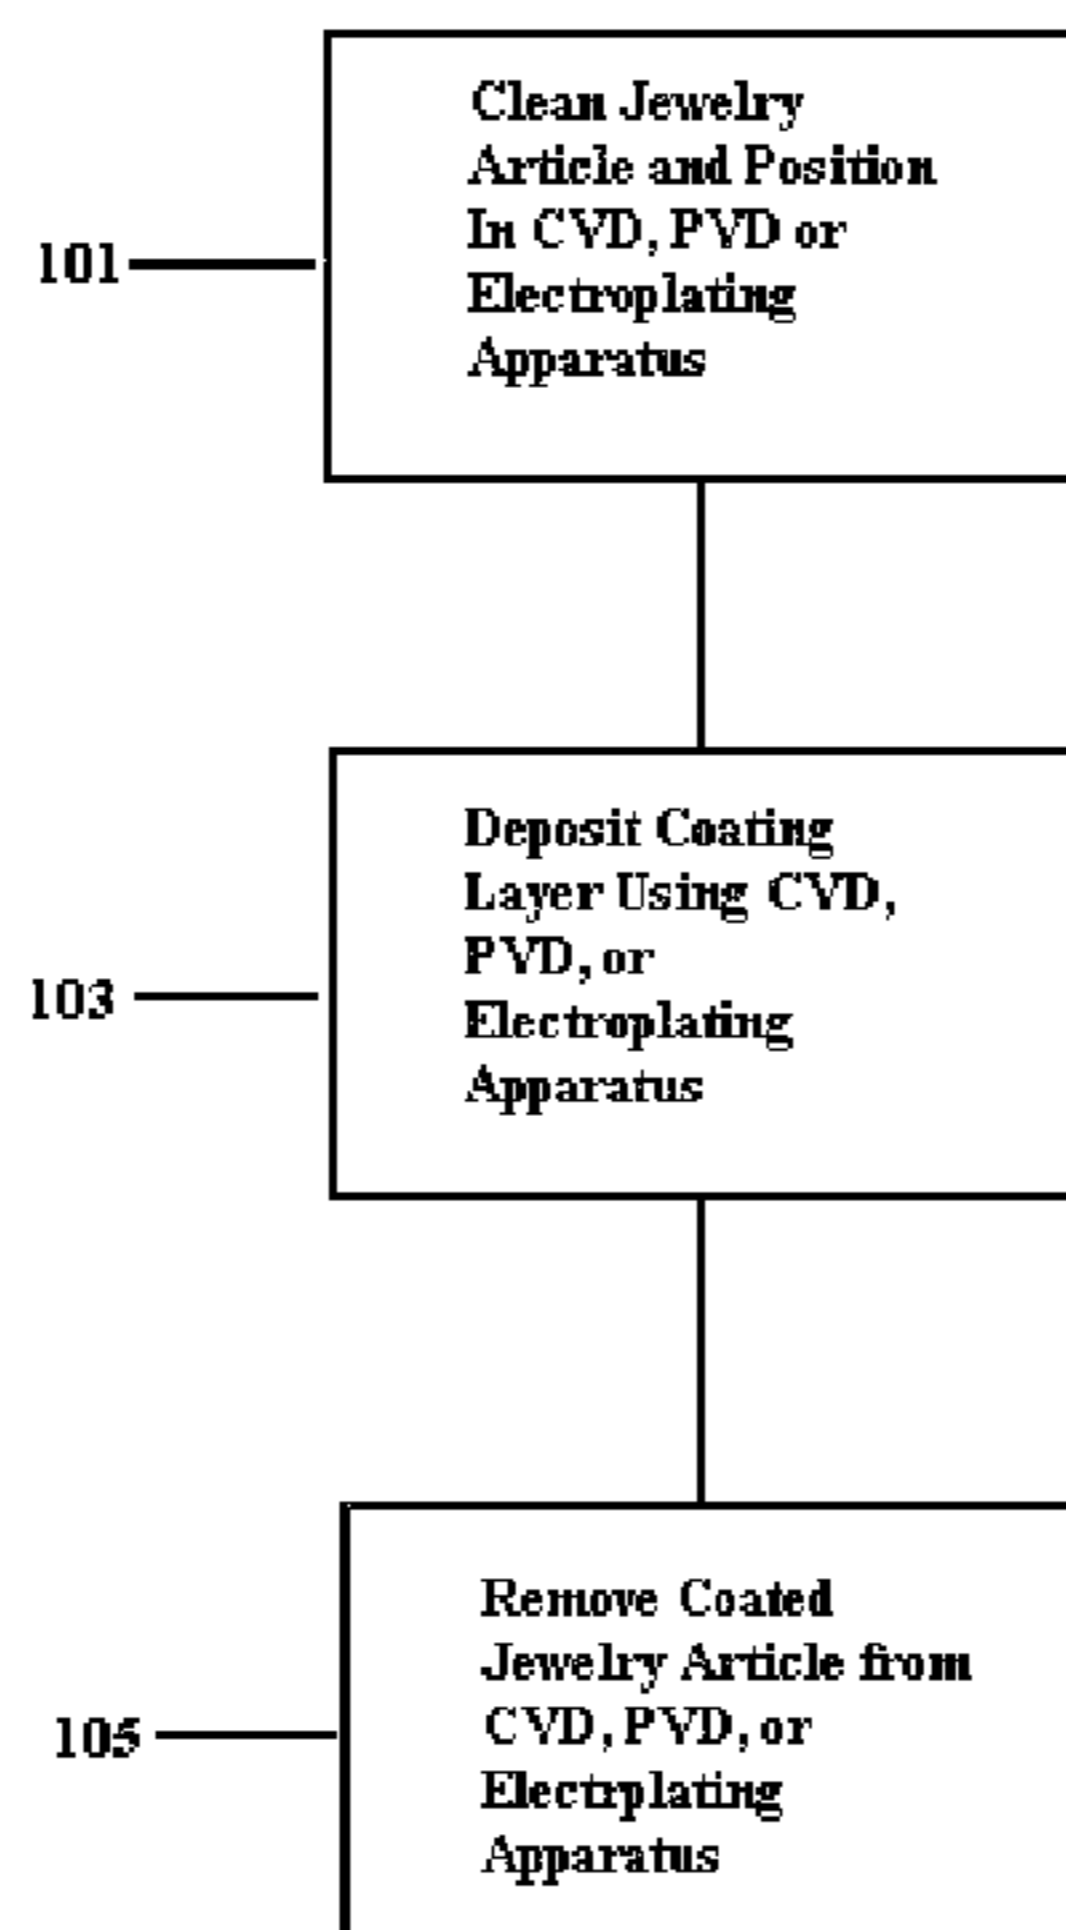 Clean Jewelry
Article and Position
In CVD, PVD or
Electroplating
Apparatus
101
Deposit Coating
Layer Using CVD,
PVD, or
Electroplating
Apparatus
103
Remove Coated
Jewelry Article from
CVD, PVD, or
Electrplating
Apparatus
105